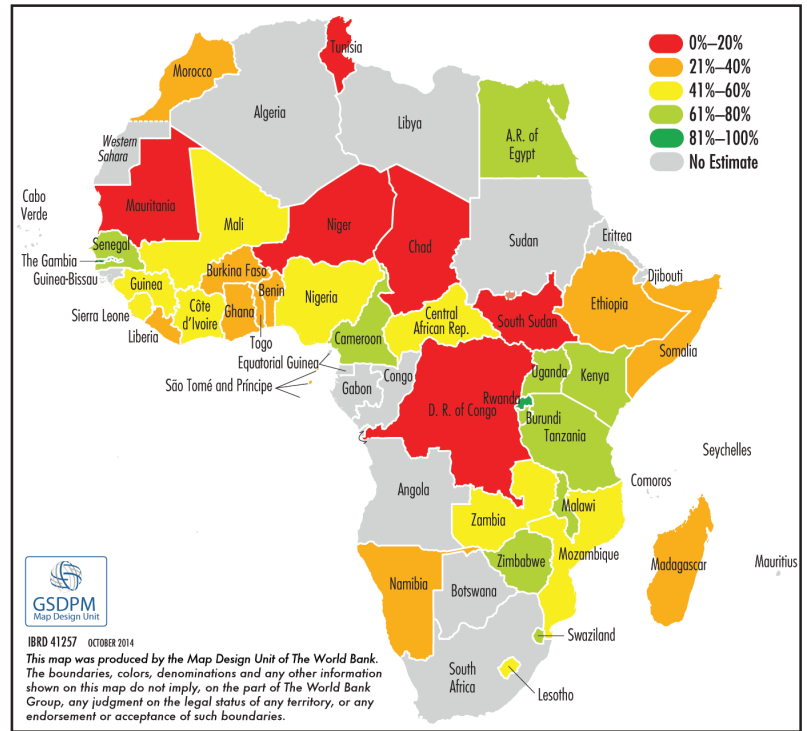 0%–20%
21%–40%
41%–60%
61%–80%
81%–100%
No Estimate
Tunisia
Morocco
Algeria
Libya
A.R. of
Egypt
Western
Sahara
Cabo
Verde
Mauritania
Mali
Niger
Chad
Sudan
Eritrea
Senegal
The Gambia
Guinea-Bissau
Guinea
Sierra Leone
Liberia
Côte
d'Ivoire
Burkina Faso
Ghana
Benin
Togo
Nigeria
Cameroon
Central
African Rep.
South Sudan
Ethiopia
Djibouti
Somalia
Equatorial Guinea
São Tomé and Príncipe
Gabon
Congo
D. R. of Congo
Uganda
Kenya
Rwanda
Burundi
Tanzania
Seychelles
Comoros
Angola
Zambia
Malawi
Mozambique
Zimbabwe
Madagascar
Mauritius
Namibia
Botswana
Swaziland
South
Africa
Lesotho
GSDPM
Map Design Unit
IBRD 41257 OCTOBER 2014
This map was produced by the Map Design Unit of The World Bank.
The boundaries, colors, denominations and any other information
shown on this map do not imply, on the part of The World Bank
Group, any judgment on the legal status of any territory, or any
endorsement or acceptance of such boundaries.